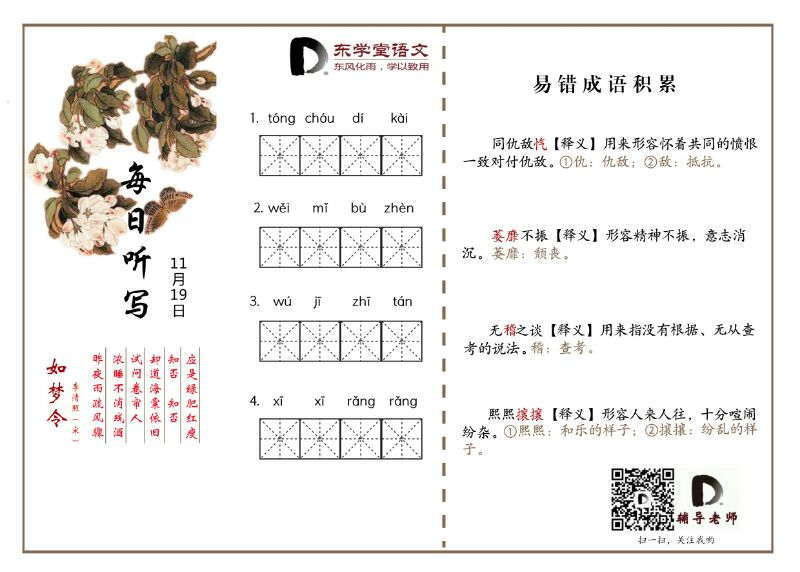 每日听写
11月19日
如梦令
李清照(宋)
昨夜雨疏风骤
浓睡不消残酒
试问卷帘人
却道海棠依旧
知否 知否
应是绿肥红瘦
东学堂语文
东风化雨，学以致用
1. tóng chóu dí kài
2. wěi mǐ bù zhèn
3. wú jī zhī tán
4. xī xī rǎng rǎng
易错成语积累
同仇敌忾【释义】用来形容怀着共同的愤恨
一致对付仇敌。①仇：仇敌；②敌：抵抗。
萎靡不振【释义】形容精神不振，意志消
沉。萎靡：颓丧。
无稽之谈【释义】用来指没有根据、无从查
考的说法。稽：查考。
熙熙攘攘【释义】形容人来人往，十分喧闹
纷杂。①熙熙：和乐的样子；②攘攘：纷乱的样
子。
辅导老师
扫一扫，关注我哟